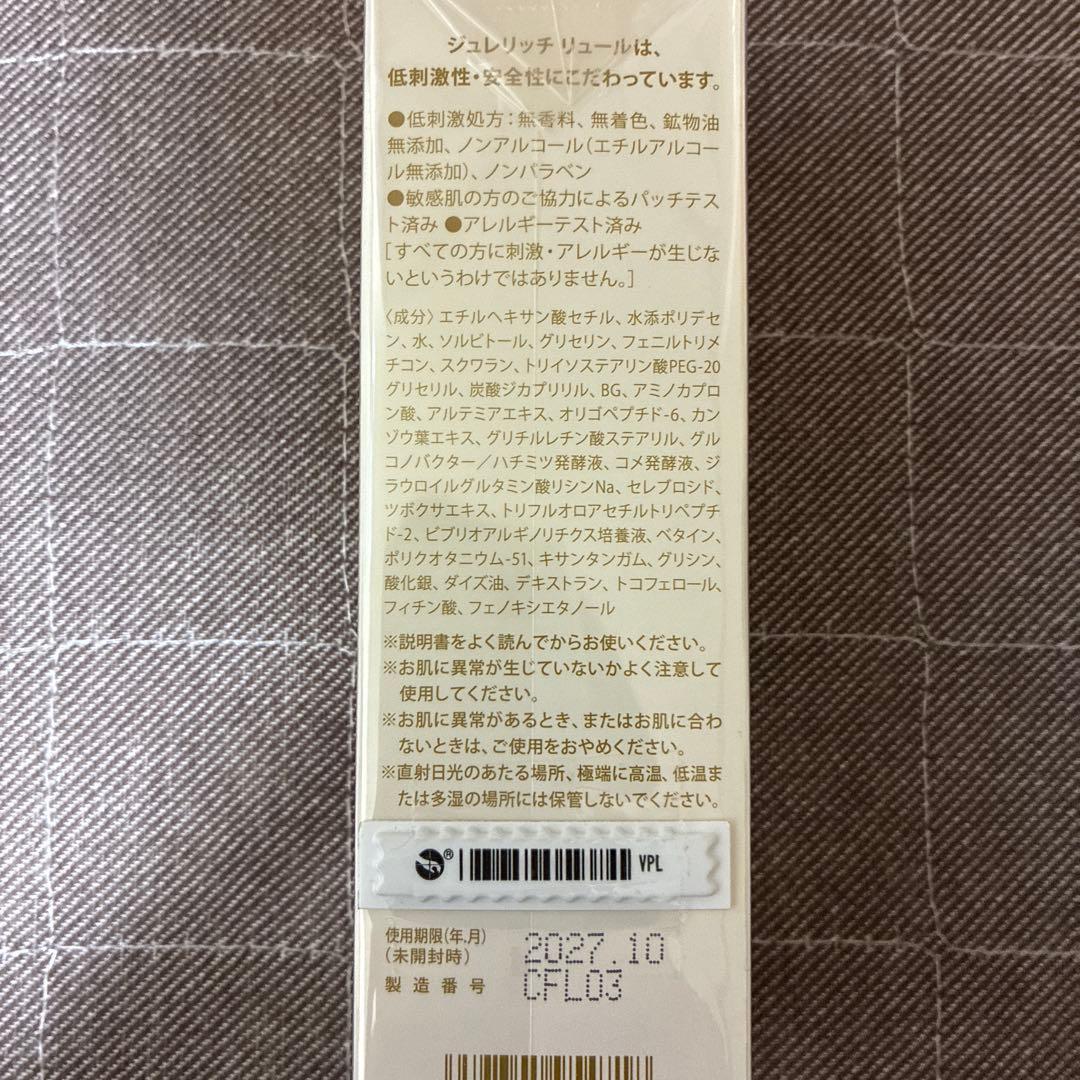 ジュレリッチ リュールは、
低刺激性・安全性にこだわっています。
●低刺激処方：無香料、無着色、鉱物油
無添加、ノンアルコール（エチルアルコー
ル無添加）、ノンパラベン
●敏感肌の方のご協力によるパッチテス
ト済み ●アレルギーテスト済み
［すべての方に刺激・アレルギーが生じな
いというわけではありません。］
〈成分〉エチルヘキサン酸セチル、水添ポリデセ
ン、水、ソルビトール、グリセリン、フェニルトリメ
チコン、スクワラン、トリイソステアリン酸PEG-20
グリセリル、炭酸ジカプリリル、BG、アミノカプロ
ン酸、アルテミアエキス、オリゴペプチド-6、カン
ゾウ葉エキス、グリチルレチン酸ステアリル、グル
コノバクター／ハチミツ発酵液、コメ発酵液、ジ
ラウロイルグルタミン酸リシンNa、セレブロシド、
ツボクサエキス、トリフルオロアセチルトリペプチ
ド-2、ビブリオアルギノリチクス培養液、ベタイン、
ポリクオタニウム-51、キサンタンガム、グリシン、
酸化銀、ダイズ油、デキストラン、トコフェロール、
フィチン酸、フェノキシエタノール
※説明書をよく読んでからお使いください。
※お肌に異常が生じていないかよく注意して
使用してください。
※お肌に異常があるとき、またはお肌に合わ
ないときは、ご使用をおやめください。
※直射日光のあたる場所、極端に高温、低温ま
たは多湿の場所には保管しないでください。
® VPL
使用期限（年,月） 2027.10
（未開封時）
製造番号 CFL03